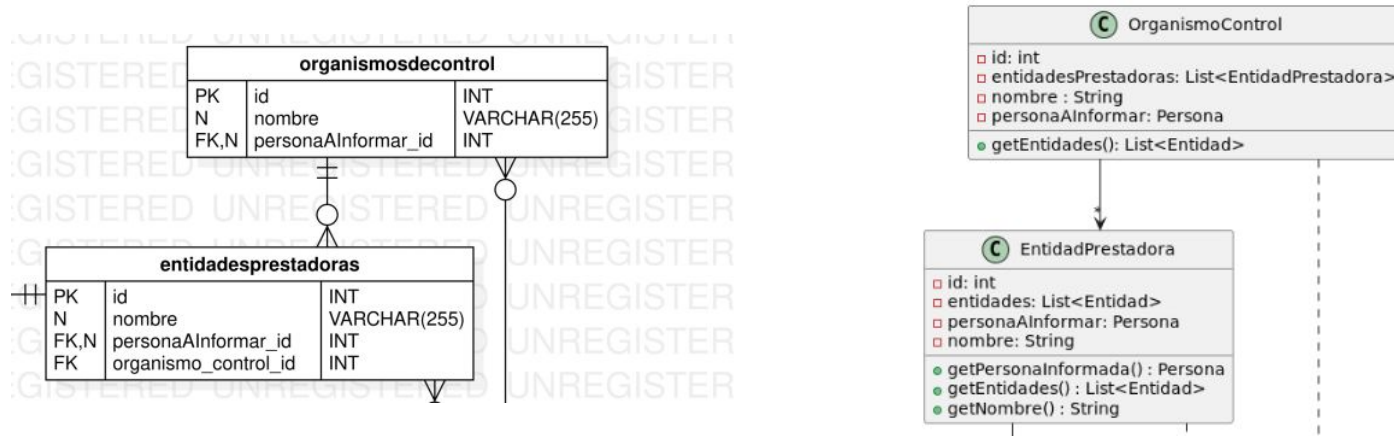 UNREGISTERED UNREGISTERED
organismosdecontrol
PK id INT
N nombre VARCHAR(255)
FK,N personaAInformar_id INT
entidadesprestadoras
PK id INT
N nombre VARCHAR(255)
FK,N personaAInformar_id INT
FK organismo_control_id INT
C OrganismoControl
id: int
entidadesPrestadoras: List<EntidadPrestadora>
nombre : String
personaAInformar: Persona
getEntidades(): List<Entidad>
*
C EntidadPrestadora
id: int
entidades: List<Entidad>
personaAInformar: Persona
nombre: String
getPersonaInformada() : Persona
getEntidades() : List<Entidad>
getNombre() : String